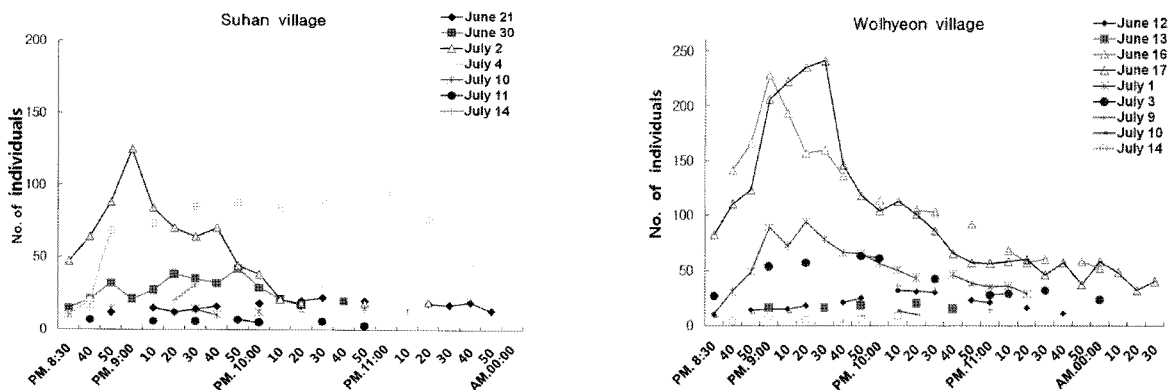 Suhan village
June 21
June 30
July 2
July 4
July 10
July 11
July 14
No. of individuals
200
150
100
50
0
PM. 8:30
40
50
PM. 9:00
10
20
30
40
50
PM. 10:00
10
20
30
40
50
PM. 11:00
10
20
30
40
50
AM.00:00
Wolhyeon village
June 12
June 13
June 16
June 17
July 1
July 3
July 9
July 10
July 14
No. of individuals
250
200
150
100
50
0
PM. 8:30
40
50
PM. 9:00
10
20
30
40
50
PM. 10:00
10
20
30
40
50
PM. 11:00
10
20
30
40
50
AM. 00:00
10
20
30